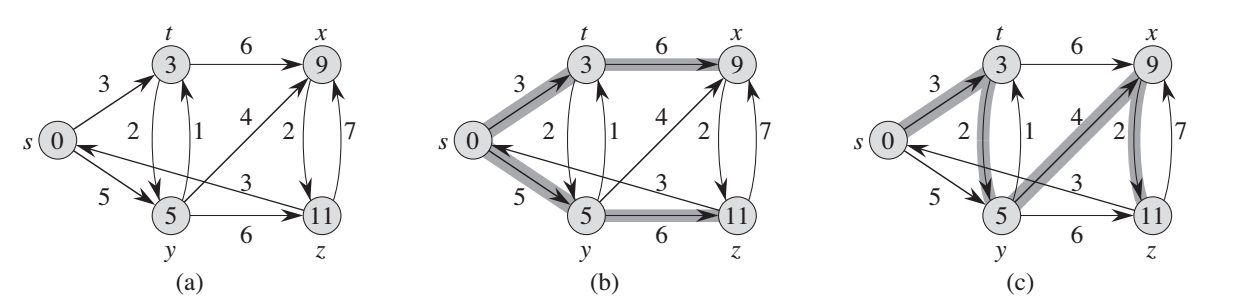 t x t x t x
6 6 6
3 9 3 9 3 9
3 3 3
2 1 4 2 7 2 1 4 2 7 2 1 4 2 7
s 0 s 0 s 0
3 3 3
5 5 5
5 11 5 11 5 11
6 6 6
y z y z y z
(a) (b) (c)